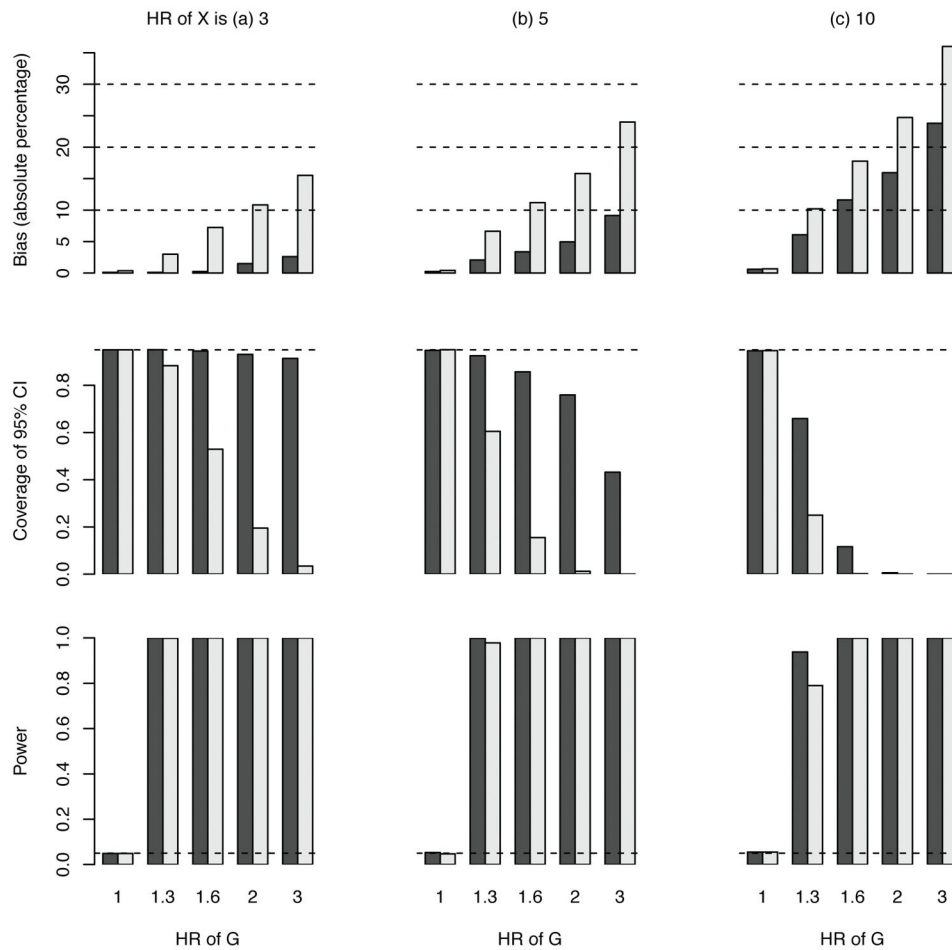 HR of X is (a) 3
(b) 5
(c) 10
Bias (absolute percentage)
30
20
10
5
0
Coverage of 95% CI
0.8
0.6
0.4
0.2
0.0
Power
1.0
0.8
0.6
0.4
0.2
0.0
1 1.3 1.6 2 3
1 1.3 1.6 2 3
1 1.3 1.6 2 3
HR of G
HR of G
HR of G